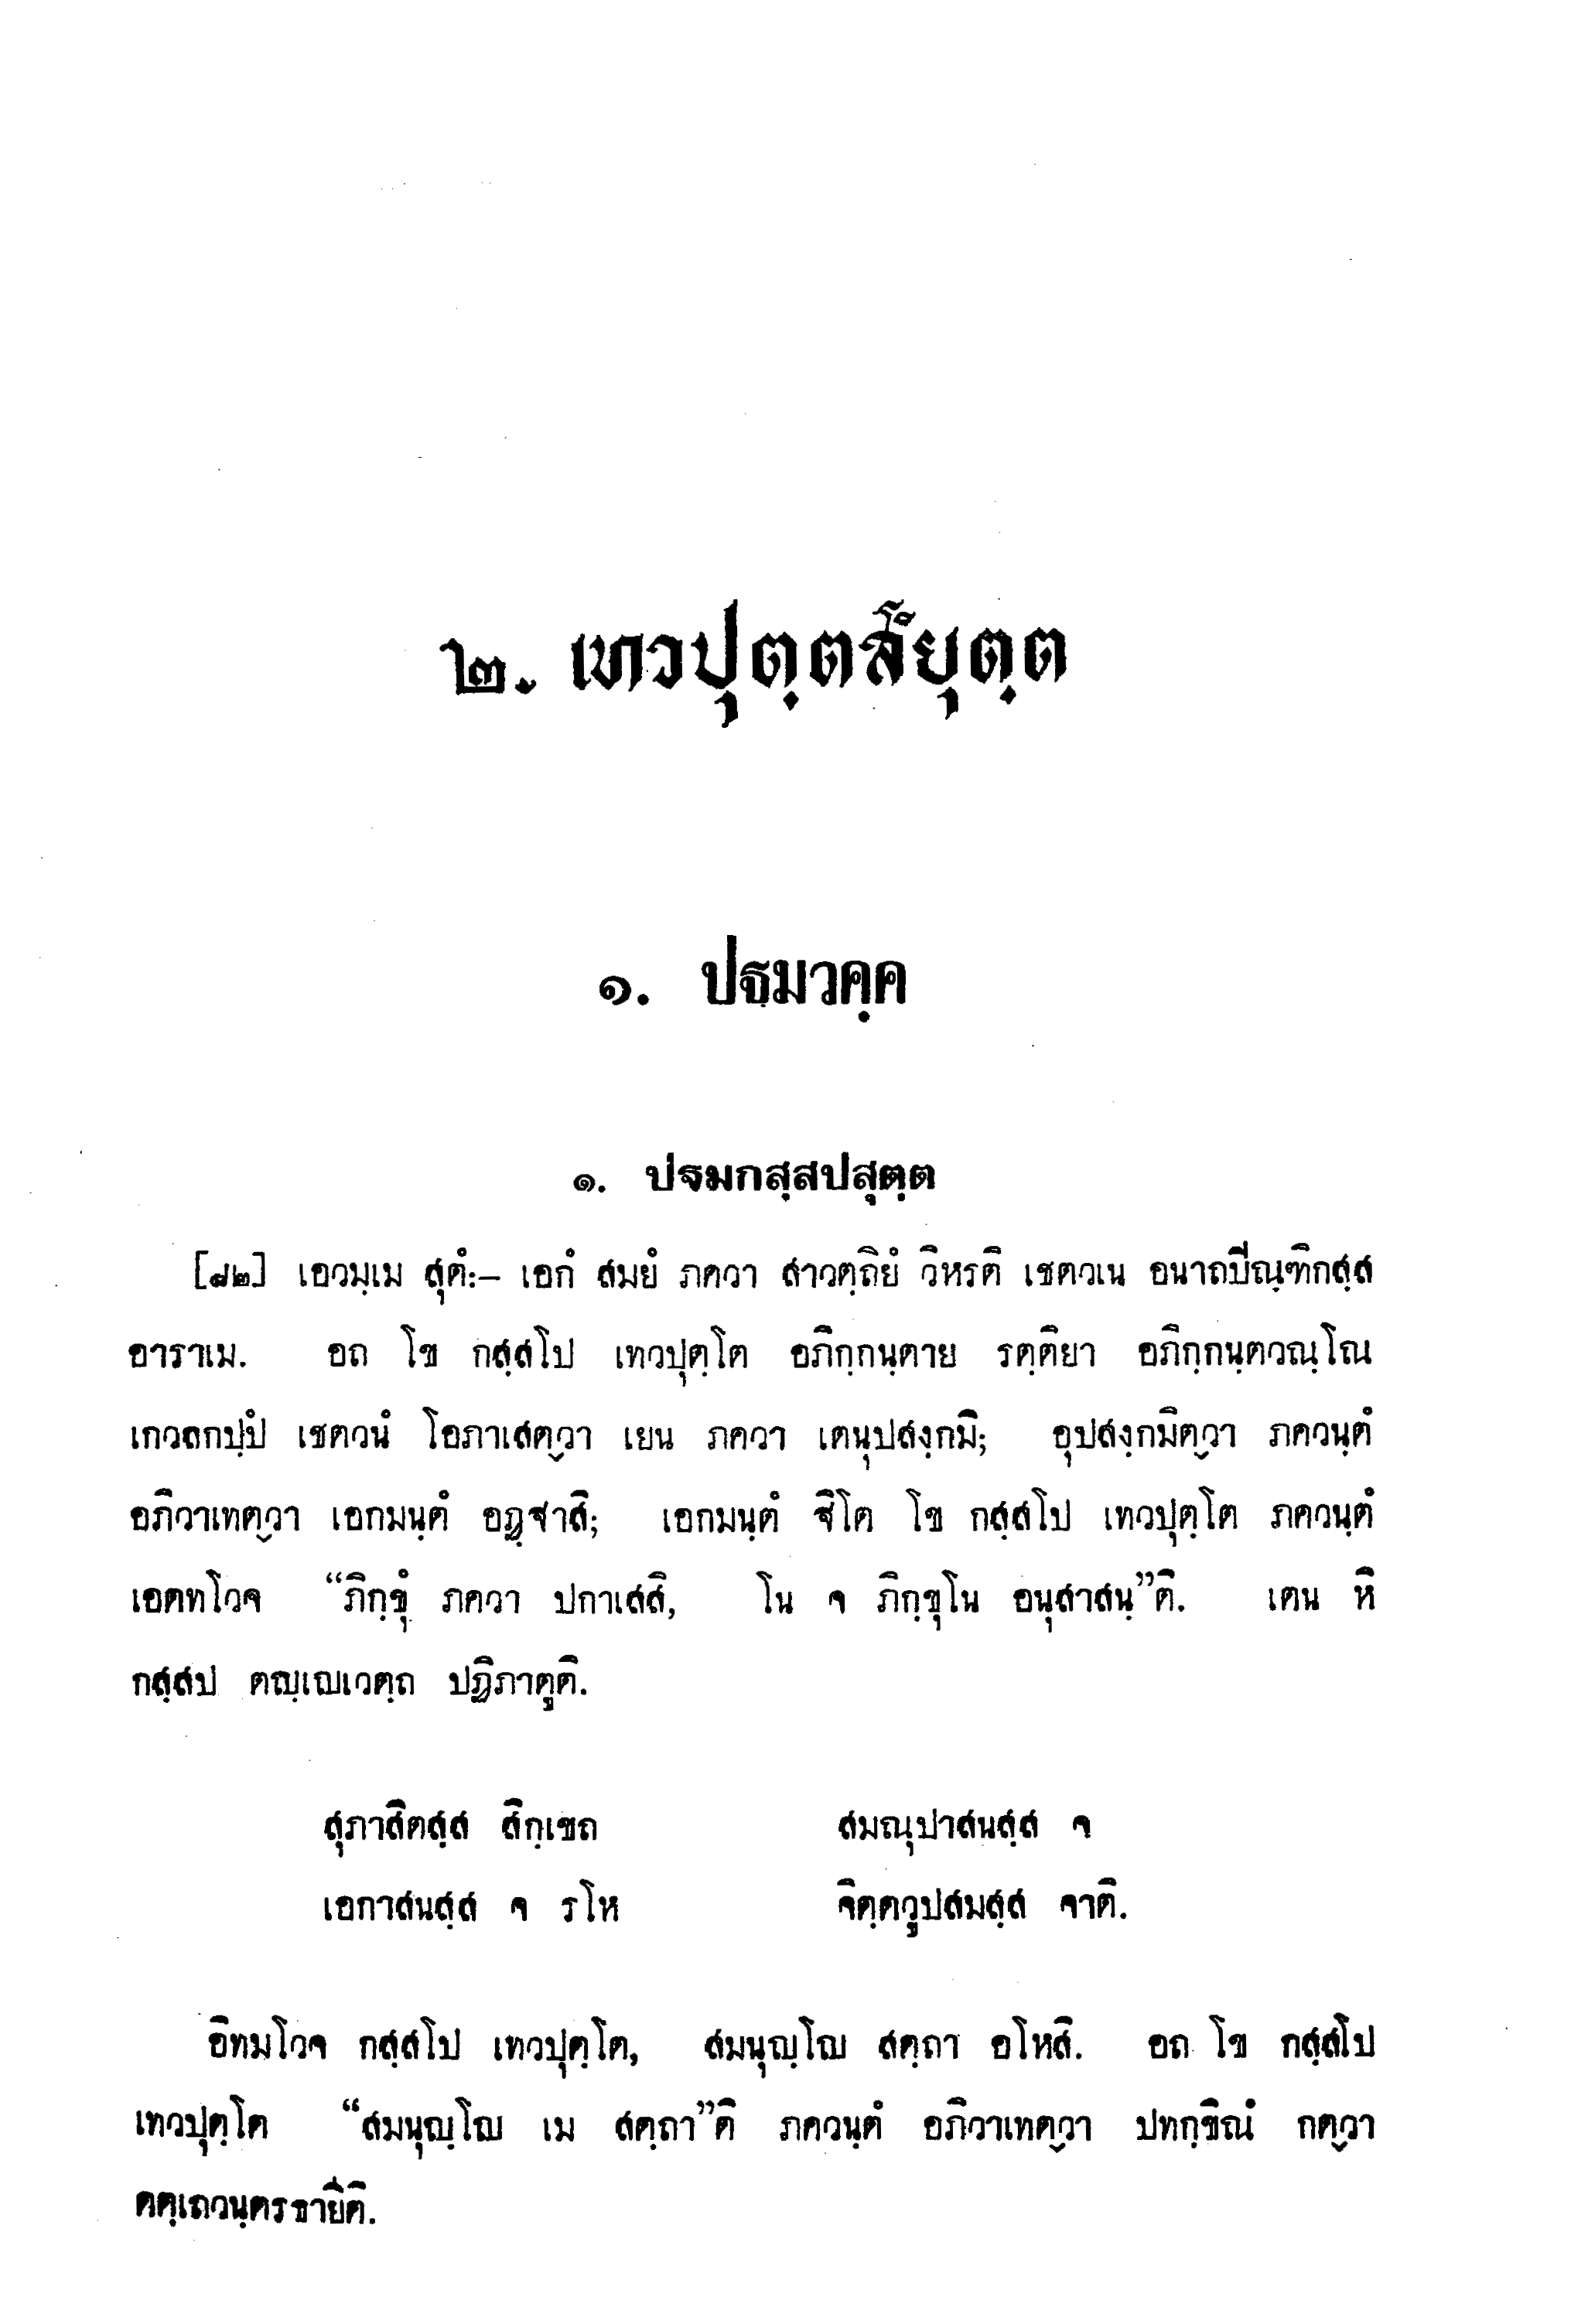 ๒. เทวปุตฺตสํยุตฺต
๑. ปฐมวคฺค
๑. ปฐมกสฺสปสุตฺต
[๘๒] เอวมฺเม สุตํ:– เอกํ สมยํ ภควา สาวตฺถิยํ วิหรติ เชตวเน อนาถปีณฺฑิกสฺส
อาราเม. อถ โข กสฺสโป เทวปุตฺโต อภิกฺกนฺตาย รตฺติยา อภิกฺกนฺตวณฺโณ
เกวลกปฺปํ เชตวนํ โอภาเสตฺวา เยน ภควา เตนุปสงฺกมิ; อุปสงฺกมิตฺวา ภควนฺตํ
อภิวาเทตฺวา เอกมนฺตํ อฏฺฐาสิ; เอกมนฺตํ ฐิโต โข กสฺสโป เทวปุตฺโต ภควนฺตํ
เอตทโวจ “ภิกฺขุํ ภควา ปกาเสสิ, โน จ ภิกฺขุโน อนุสาสนฺ”ติ. เตน หิ
กสฺสป ตญฺเญเวตฺถ ปฏิภาตูติ.
สุภาสิตสฺส สิกฺเขถ สมณุปาสนสฺส จ
เอกาสนสฺส จ รโห จิตฺตวูปสมสฺส จาติ.
อิทมโวจ กสฺสโป เทวปุตฺโต, สมนุญฺโญ สตฺถา อโหสิ. อถ โข กสฺสโป
เทวปุตฺโต “สมนุญฺโญ เม สตฺถา”ติ ภควนฺตํ อภิวาเทตฺวา ปทกฺขิณํ กตฺวา
ตตฺเถวนฺตรธายีติ.